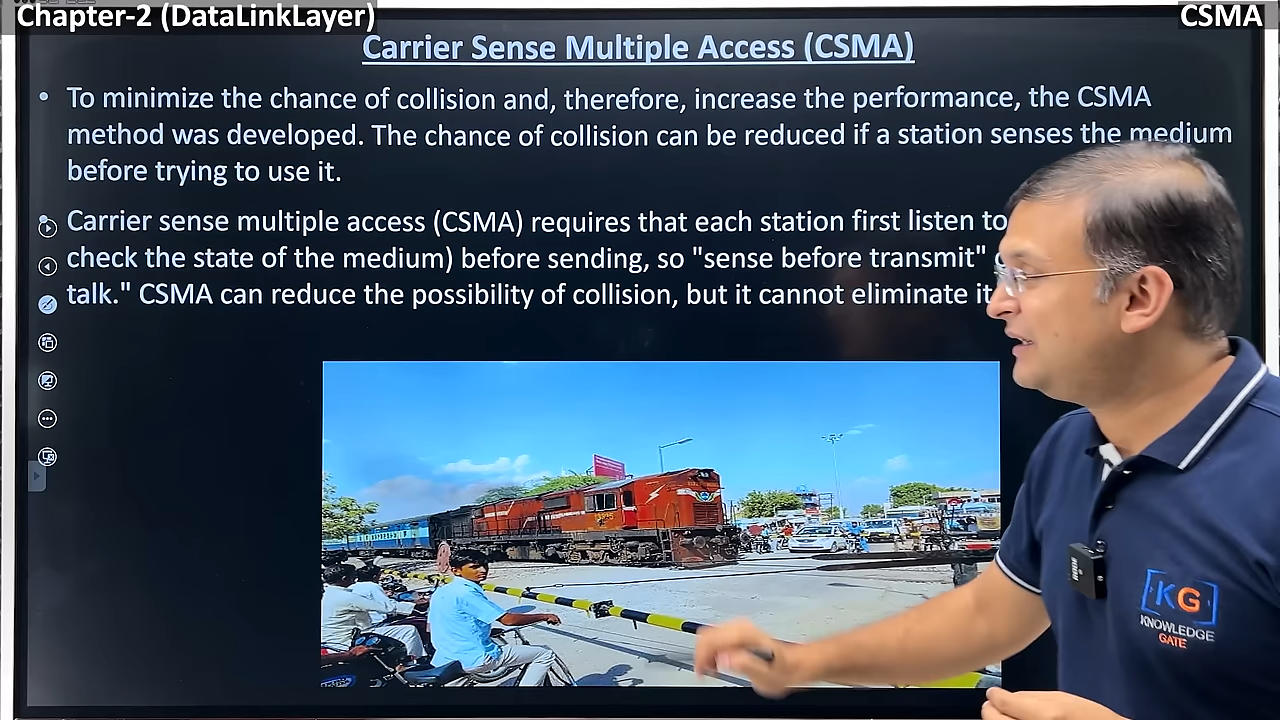 Chapter-2 (DataLinkLayer)
CSMA
Carrier Sense Multiple Access (CSMA)
• To minimize the chance of collision and, therefore, increase the performance, the CSMA
method was developed. The chance of collision can be reduced if a station senses the medium
before trying to use it.
Carrier sense multiple access (CSMA) requires that each station first listen to
check the state of the medium) before sending, so "sense before transmit"
talk." CSMA can reduce the possibility of collision, but it cannot eliminate it
KG
KNOWLEDGE
GATE